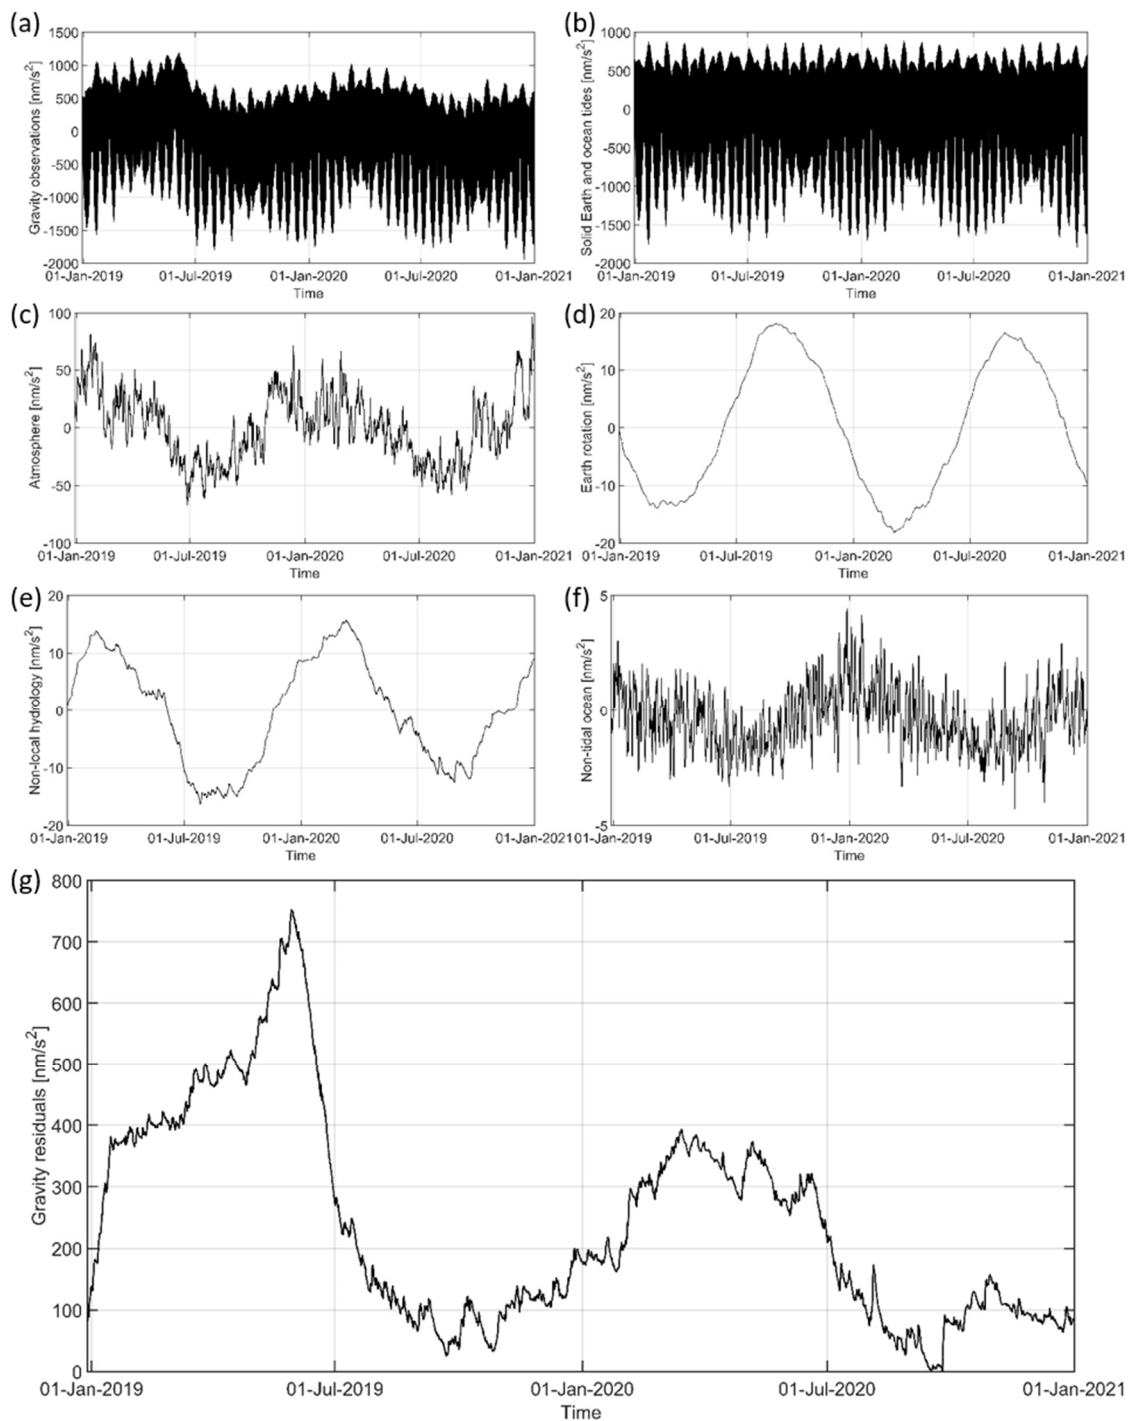 (a)
1500
1000
500
0
-500
-1000
-1500
-2000
Gravity observations [nm/s²]
01-Jan-2019 01-Jul-2019 01-Jan-2020 01-Jul-2020 01-Jan-2021
Time
(b)
1000
500
0
-500
-1000
-1500
-2000
Solid Earth and ocean tides [nm/s²]
01-Jan-2019 01-Jul-2019 01-Jan-2020 01-Jul-2020 01-Jan-2021
Time
(c)
100
50
0
-50
-100
Atmosphere [nm/s²]
01-Jan-2019 01-Jul-2019 01-Jan-2020 01-Jul-2020 01-Jan-2021
Time
(d)
20
10
0
-10
-20
Earth rotation [nm/s²]
01-Jan-2019 01-Jul-2019 01-Jan-2020 01-Jul-2020 01-Jan-2021
Time
(e)
20
10
0
-10
-20
Non-local hydrology [nm/s²]
01-Jan-2019 01-Jul-2019 01-Jan-2020 01-Jul-2020 01-Jan-2021
Time
(f)
5
0
-5
Non-tidal ocean [nm/s²]
01-Jan-2019 01-Jul-2019 01-Jan-2020 01-Jul-2020 01-Jan-2021
Time
(g)
800
700
600
500
400
300
200
100
0
Gravity residuals [nm/s²]
01-Jan-2019 01-Jul-2019 01-Jan-2020 01-Jul-2020 01-Jan-2021
Time